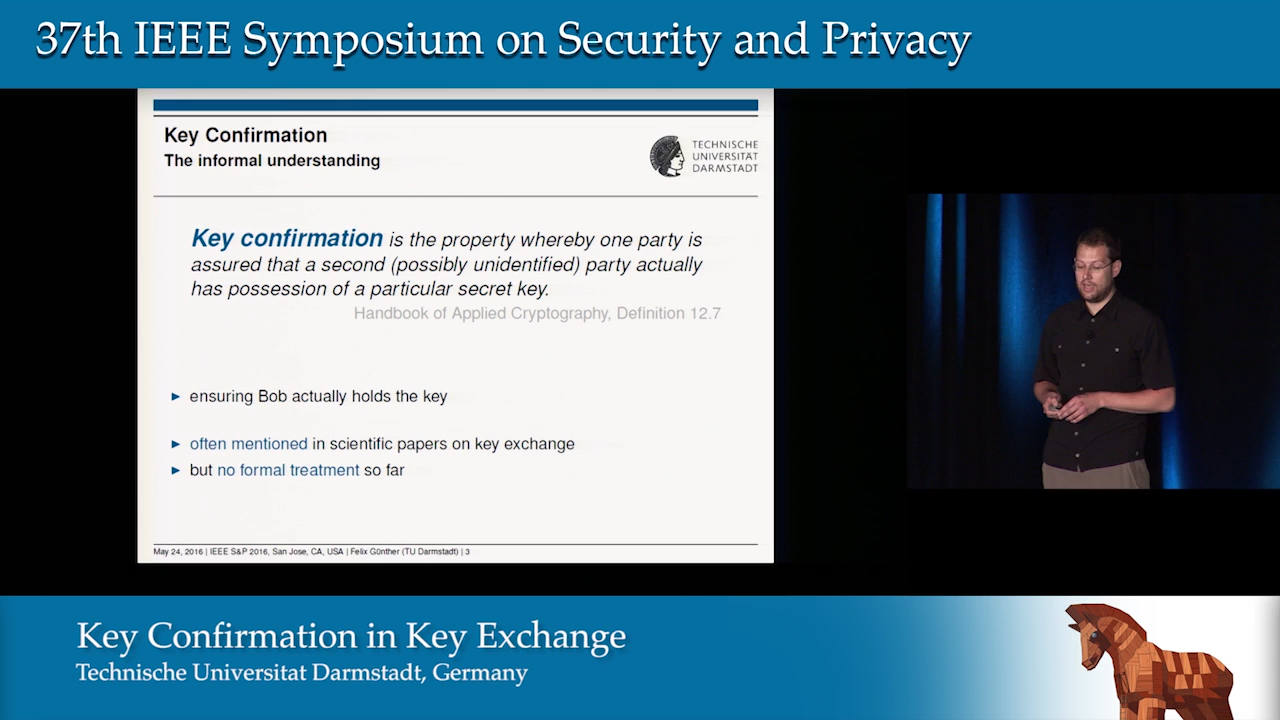 37th IEEE Symposium on Security and Privacy
Key Confirmation
The informal understanding
TECHNISCHE
UNIVERSITÄT
DARMSTADT
Key confirmation is the property whereby one party is
assured that a second (possibly unidentified) party actually
has possession of a particular secret key.
Handbook of Applied Cryptography, Definition 12.7
► ensuring Bob actually holds the key
► often mentioned in scientific papers on key exchange
► but no formal treatment so far
May 24, 2016 | IEEE S&P 2016, San Jose, CA, USA | Felix Günther (TU Darmstadt) | 3
Key Confirmation in Key Exchange
Technische Universitat Darmstadt, Germany